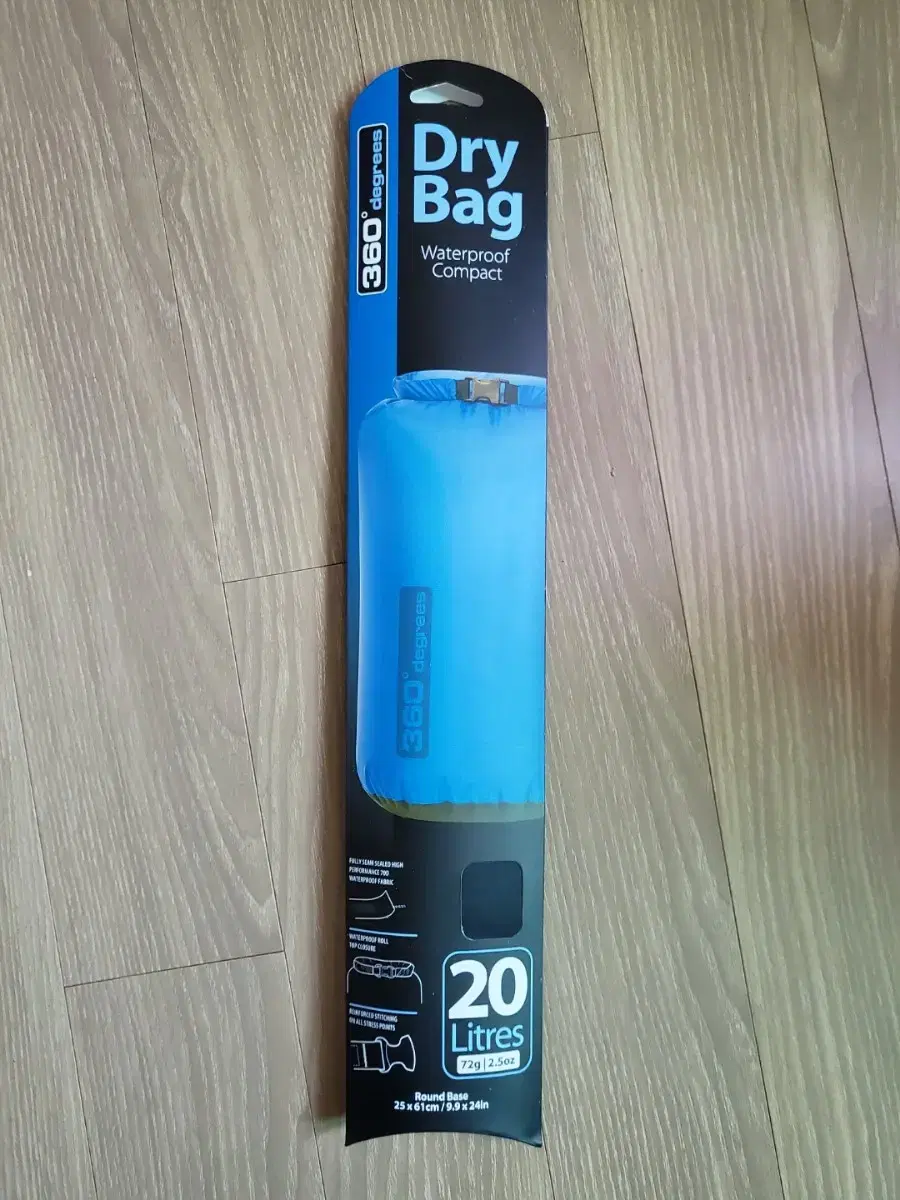 360° degrees
Dry
Bag
Waterproof
Compact
360° degrees
FULLY SEAM SEALED HIGH
PERFORMANCE 70D
WATERPROOF FABRIC
WATERPROOF ROLL
TOP CLOSURE
REINFORCED STITCHING
ON ALL STRESS POINTS
20
Litres
72g | 2.5oz
Round Base
25 x 61cm / 9.9 x 24in